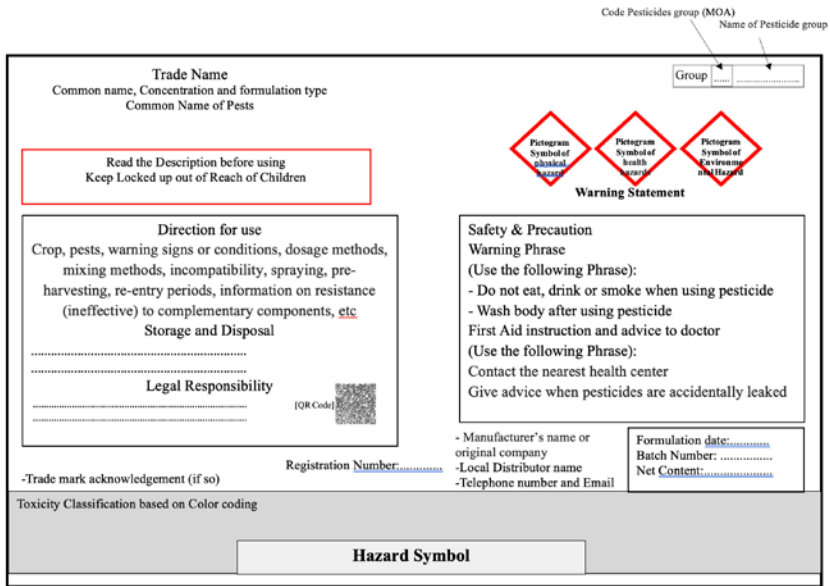 Code Pesticides group (MOA)
Name of Pesticide group
Group ...... ........................
Trade Name
Common name, Concentration and formulation type
Common Name of Pests
Read the Description before using
Keep Locked up out of Reach of Children
Pictogram
Symbol of
physical
hazard
Pictogram
Symbol of
health
hazards
Pictogram
Symbol of
Environme
ntal Hazard
Warning Statement
Direction for use
Crop, pests, warning signs or conditions, dosage methods,
mixing methods, incompatibility, spraying, pre-
harvesting, re-entry periods, information on resistance
(ineffective) to complementary components, etc
Storage and Disposal
Legal Responsibility
[QR Code]
Safety & Precaution
Warning Phrase
(Use the following Phrase):
- Do not eat, drink or smoke when using pesticide
- Wash body after using pesticide
First Aid instruction and advice to doctor
(Use the following Phrase):
Contact the nearest health center
Give advice when pesticides are accidentally leaked
-Trade mark acknowledgement (if so)
Registration Number:.............
- Manufacturer's name or
original company
-Local Distributor name
-Telephone number and Email
Formulation date:............
Batch Number: ................
Net Content:.....................
Toxicity Classification based on Color coding
Hazard Symbol